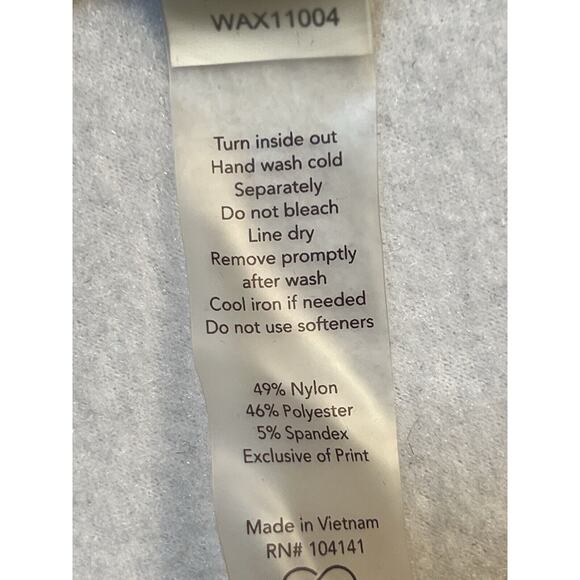 WAX11004
Turn inside out
Hand wash cold
Separately
Do not bleach
Line dry
Remove promptly
after wash
Cool iron if needed
Do not use softeners
49% Nylon
46% Polyester
5% Spandex
Exclusive of Print
Made in Vietnam
RN# 104141